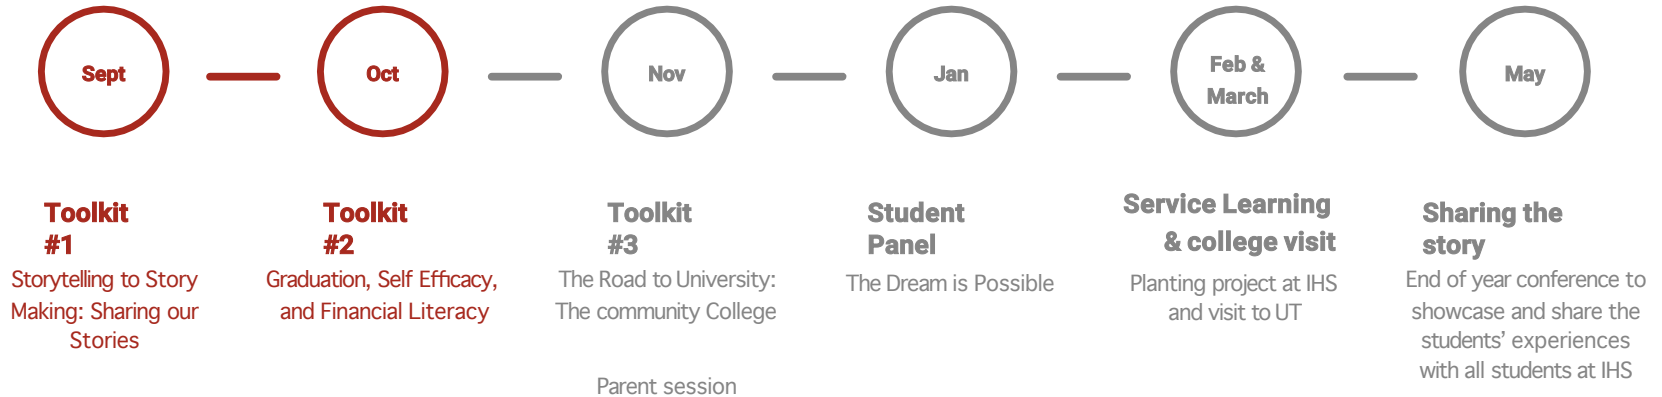 Sept
Oct
Nov
Jan
Feb &
March
May
Toolkit
#1
Storytelling to Story
Making: Sharing our
Stories
Toolkit
#2
Graduation, Self Efficacy,
and Financial Literacy
Toolkit
#3
The Road to University:
The community College
Parent session
Student
Panel
The Dream is Possible
Service Learning
& college visit
Planting project at IHS
and visit to UT
Sharing the
story
End of year conference to
showcase and share the
students’ experiences
with all students at IHS